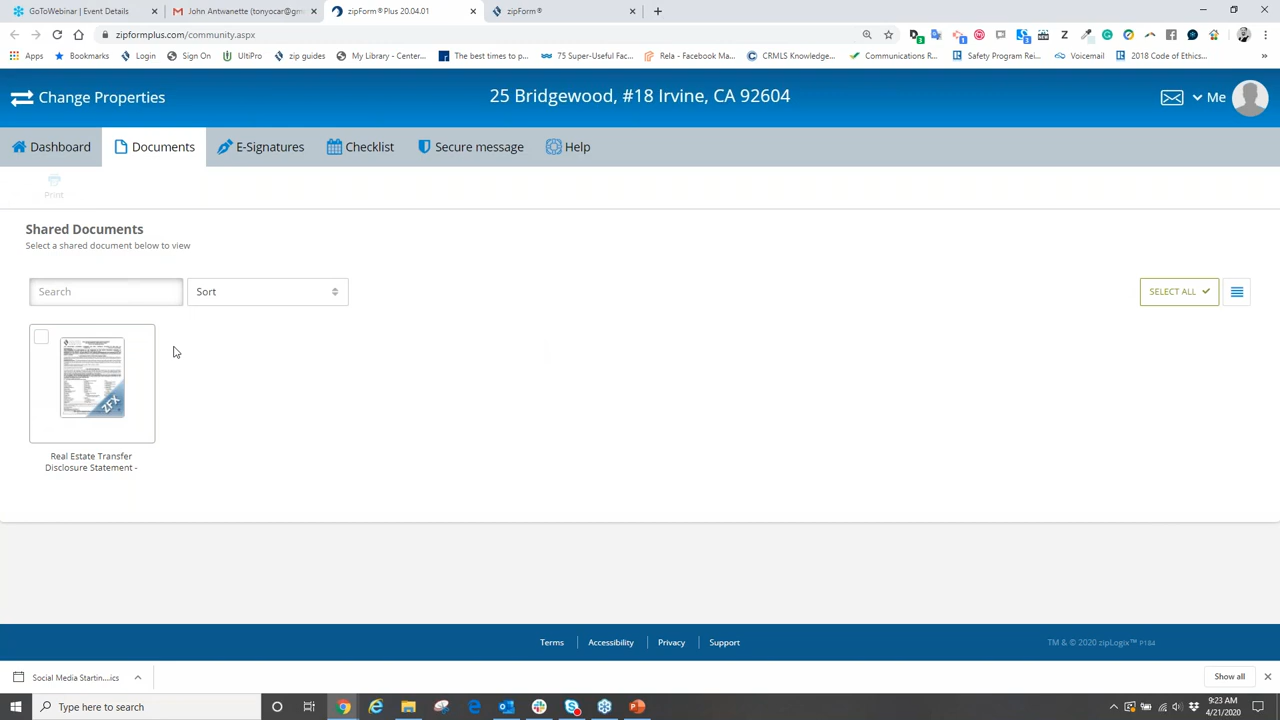 GoToWebinar | Event Details
John Antwanette (tonyocar@gm
zipForm®Plus 20.04.01
zipForm®
zipformplus.com/community.aspx
Apps
Bookmarks
Login
UltiPro
Sign On
zip guides
My Library - Center...
The best times to p...
75 Super-Useful Fac...
Rela - Facebook Ma...
CRMLS Knowledge...
Communications R...
Safety Program Rei...
Voicemail
2018 Code of Ethics...
Change Properties
25 Bridgewood, #18 Irvine, CA 92604
Me
Dashboard
Documents
E-Signatures
Checklist
Secure message
Help
Print
Shared Documents
Select a shared document below to view
Search
Sort
SELECT ALL
ZFX
Real Estate Transfer
Disclosure Statement -
Terms
Accessibility
Privacy
Support
TM & © 2020 zipLogix™ P184
Social Media Startin....ics
Show all
Type here to search
9:23 AM
4/21/2020